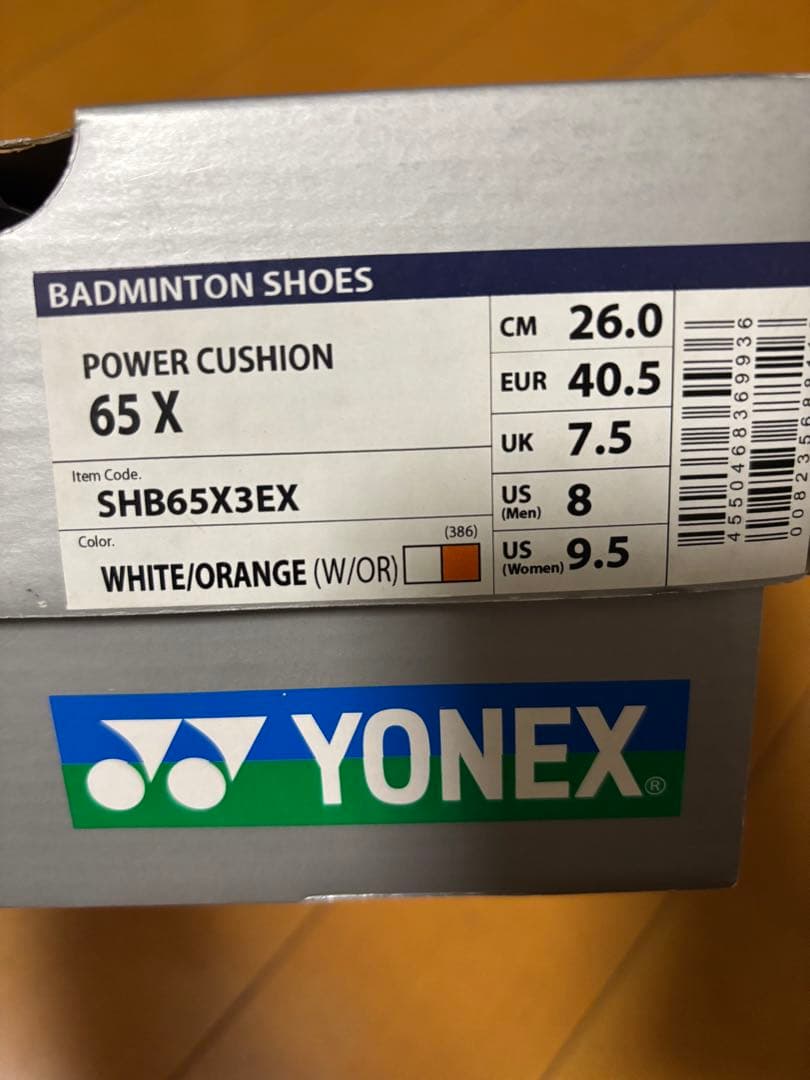 BADMINTON SHOES
POWER CUSHION
65 X
Item Code.
SHB65X3EX
Color.
(386)
WHITE/ORANGE (W/OR)
CM 26.0
EUR 40.5
UK 7.5
US (Men) 8
US (Women) 9.5
4550468369936
YONEX®